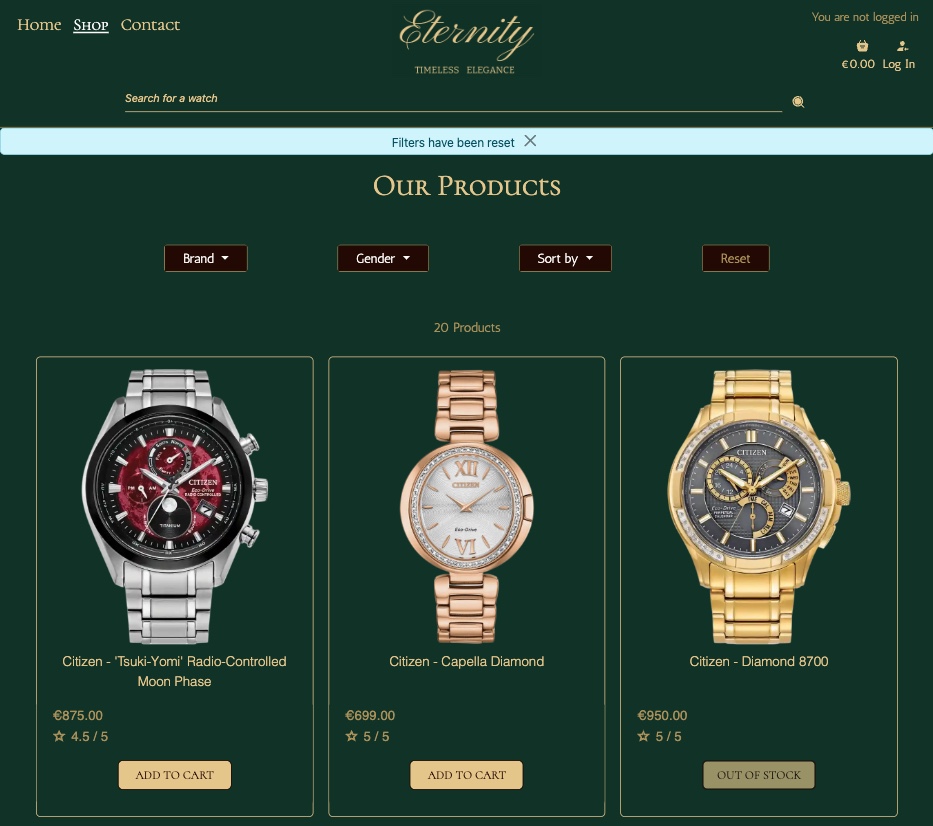 Home Shop Contact
Eternity
TIMELESS ELEGANCE
You are not logged in
€0.00 Log In
Search for a watch
Filters have been reset
Our Products
Brand
Gender
Sort by
Reset
20 Products
CITIZEN
Eco-Drive
RADIO CONTROLLED
PM
AM
TITANIUM
Citizen - 'Tsuki-Yomi' Radio-Controlled
Moon Phase
€875.00
4.5 / 5
ADD TO CART
XII
CITIZEN
Eco-Drive
VI
Citizen - Capella Diamond
€699.00
5 / 5
ADD TO CART
CITIZEN
Eco-Drive
Citizen - Diamond 8700
€950.00
5 / 5
OUT OF STOCK